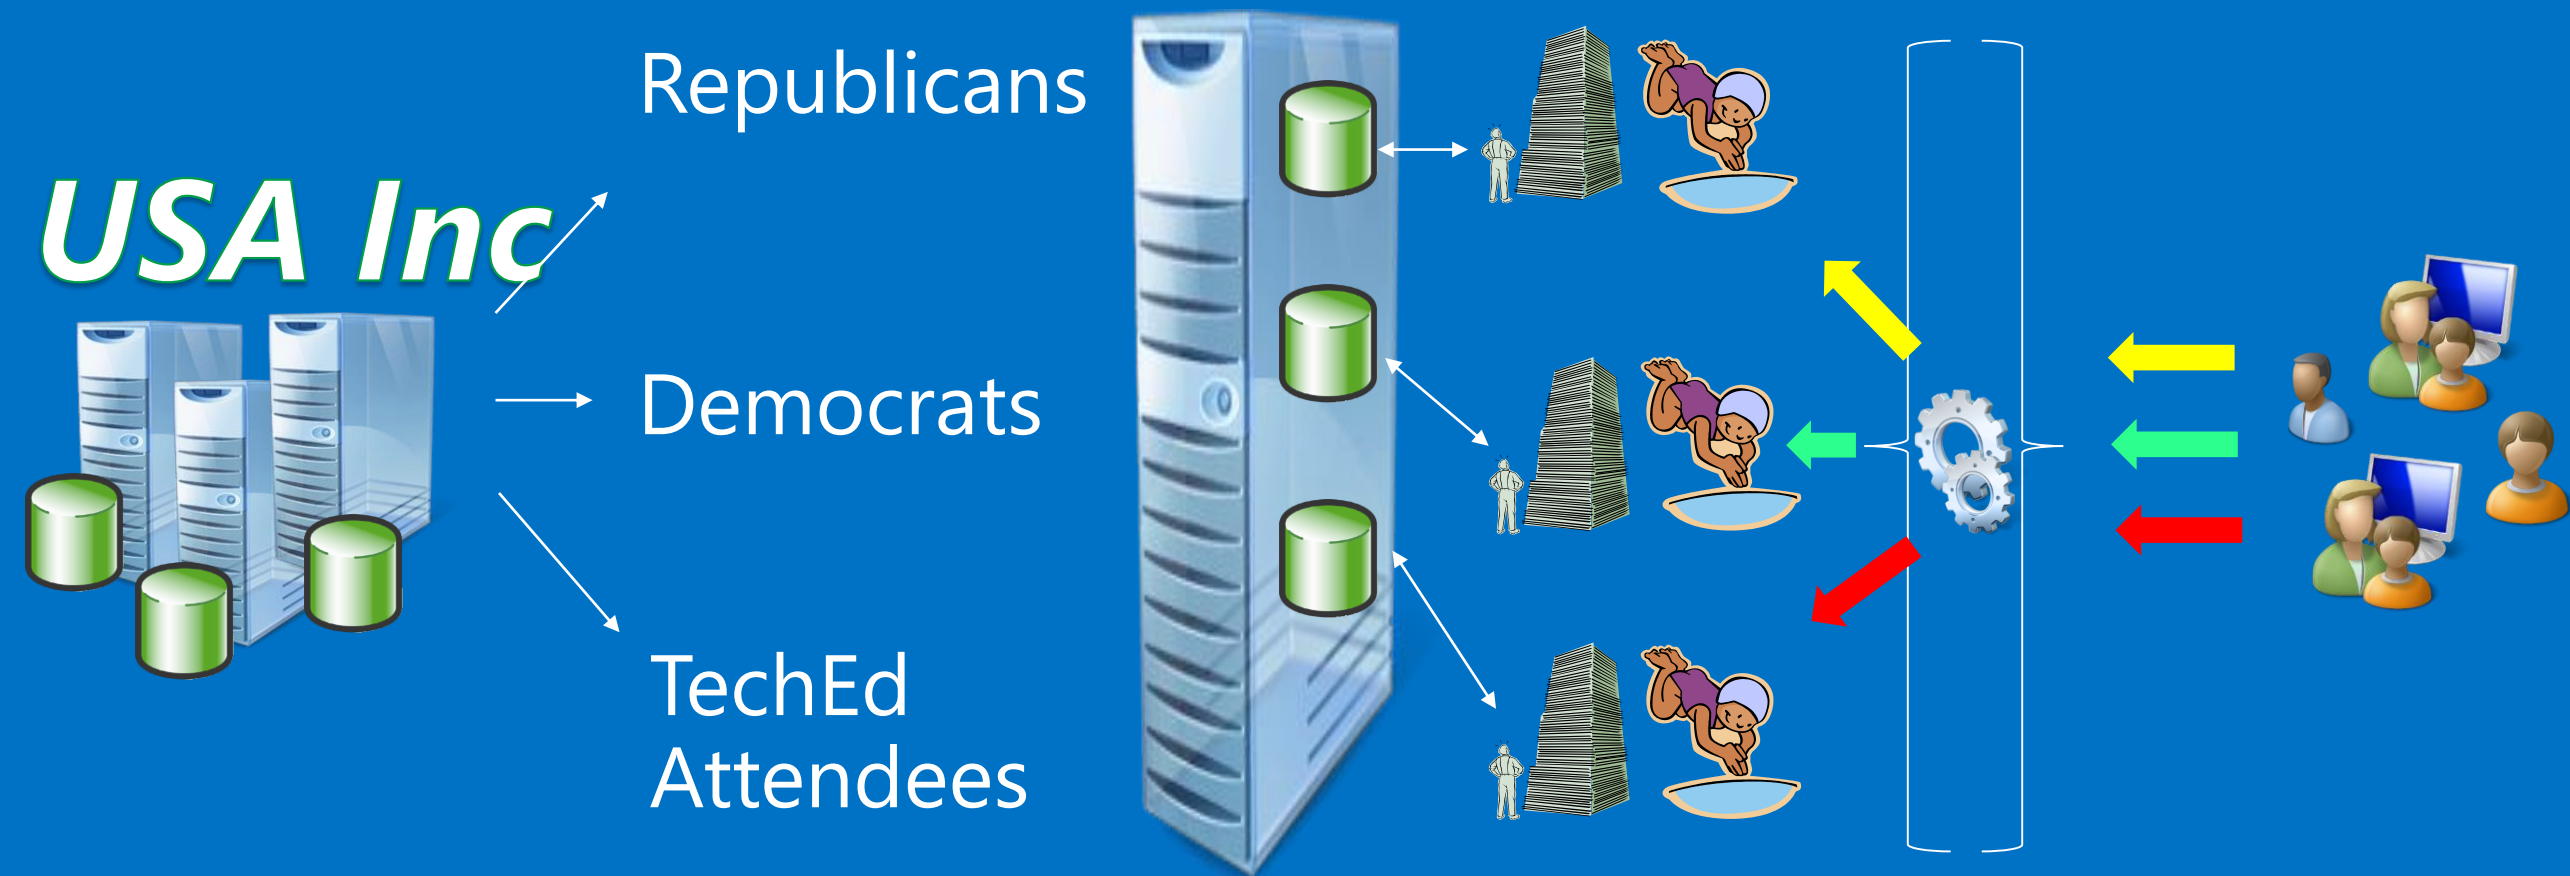 USA Inc
Republicans
Democrats
TechEd
Attendees